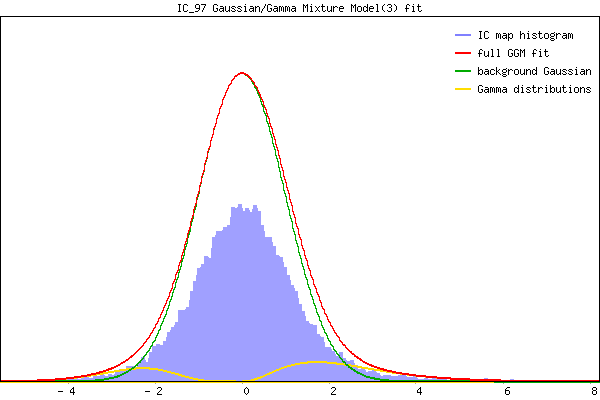 IC_97 Gaussian/Gamma Mixture Model(3) fit
IC map histogram
full GGM fit
background Gaussian
Gamma distributions
-4 -2 0 2 4 6 8